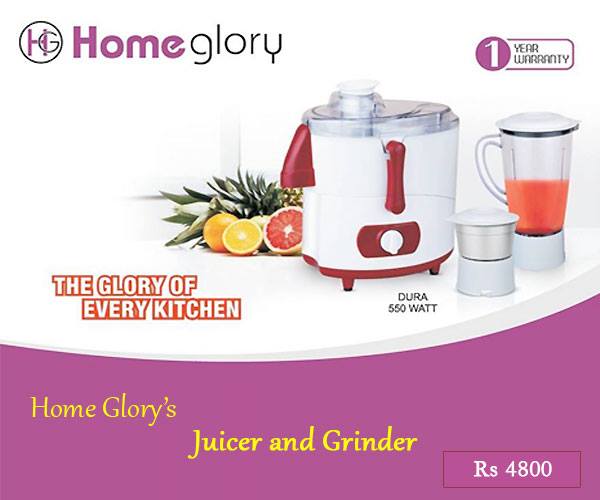 HG Homeglory
1 YEAR
WARRANTY
THE GLORY OF
EVERY KITCHEN
DURA
550 WATT
Home Glory's
Juicer and Grinder
Rs 4800